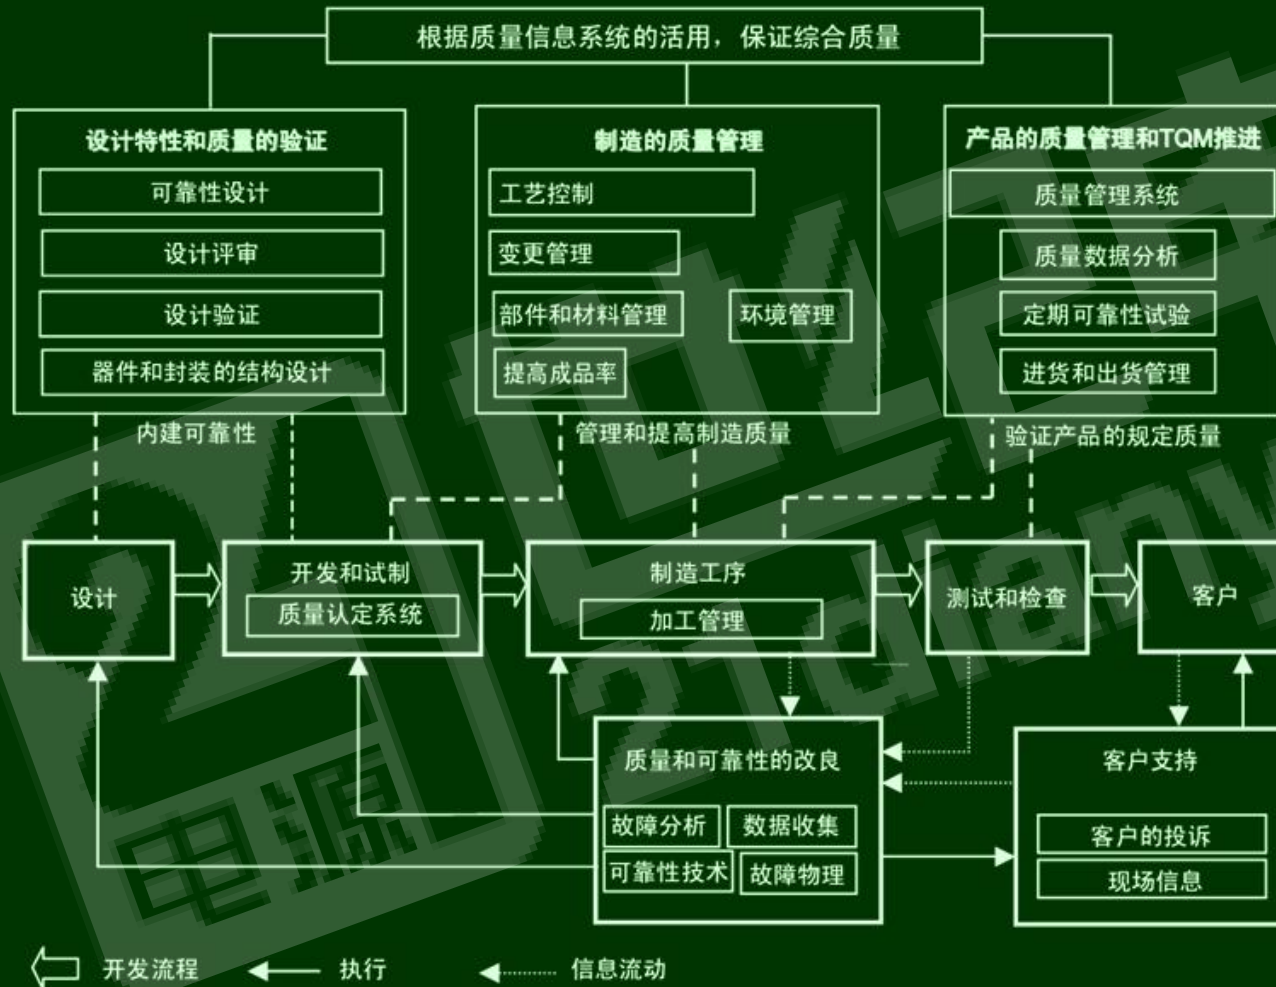 根据质量信息系统的活用，保证综合质量
设计特性和质量的验证
可靠性设计
设计评审
设计验证
器件和封装的结构设计
制造的质量管理
工艺控制
变更管理
部件和材料管理
环境管理
提高成品率
产品的质量管理和TQM推进
质量管理系统
质量数据分析
定期可靠性试验
进货和出货管理
内建可靠性
管理和提高制造质量
验证产品的规定质量
设计
开发和试制
质量认定系统
制造工序
加工管理
测试和检查
客户
质量和可靠性的改良
故障分析
数据收集
可靠性技术
故障物理
客户支持
客户的投诉
现场信息
开发流程
执行
信息流动
电源
21diany